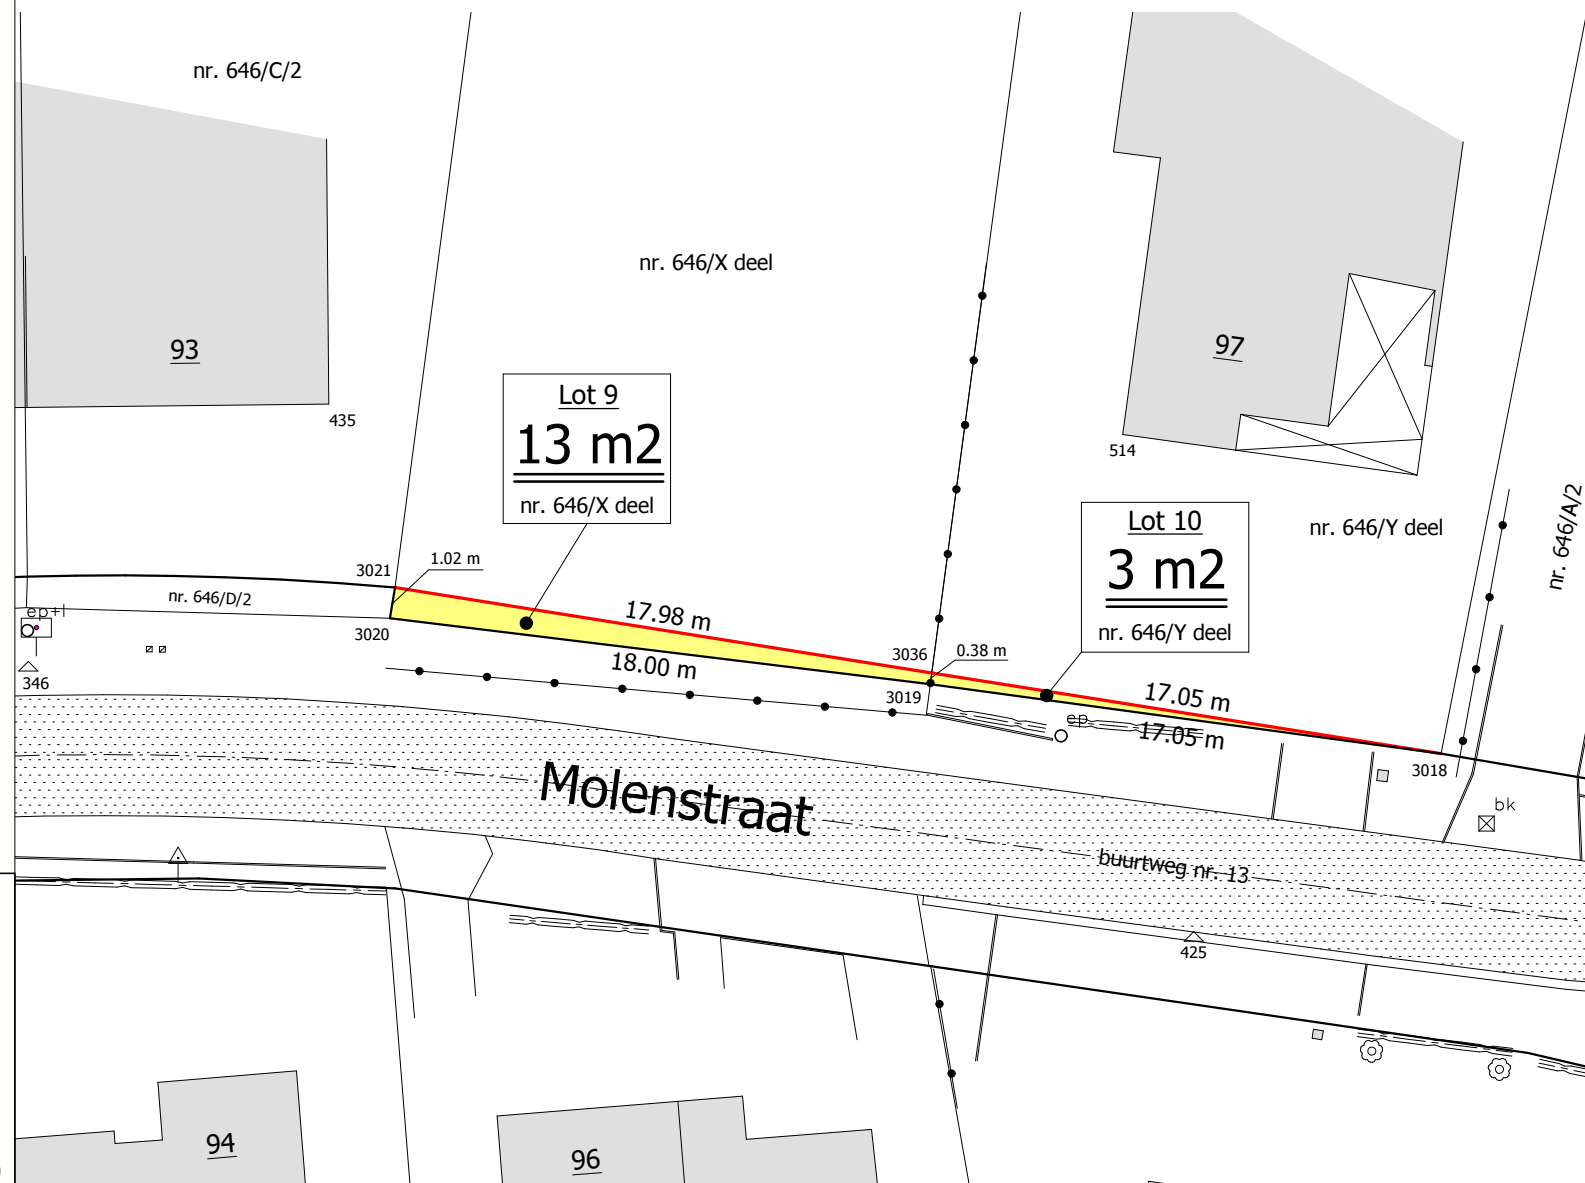 nr. 646/C/2
nr. 646/X deel
93
97
435
Lot 9
13 m2
nr. 646/X deel
514
Lot 10
3 m2
nr. 646/Y deel
nr. 646/Y deel
nr. 646/A/2
3021
1.02 m
nr. 646/D/2
ep+l
17.98 m
3020
18.00 m
3036
0.38 m
346
3019
17.05 m
ep
17.05 m
3018
Molenstraat
bk
buurtweg nr. 13
425
94
96